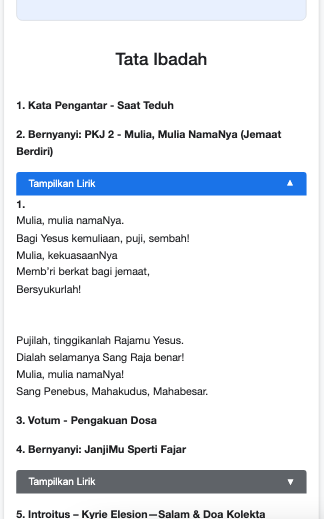 Tata Ibadah
1. Kata Pengantar - Saat Teduh
2. Bernyanyi: PKJ 2 - Mulia, Mulia NamaNya (Jemaat
Berdiri)
Tampilkan Lirik ▲
1.
Mulia, mulia namaNya.
Bagi Yesus kemuliaan, puji, sembah!
Mulia, kekuasaanNya
Memb'ri berkat bagi jemaat,
Bersyukurlah!
Pujilah, tinggikanlah Rajamu Yesus.
Dialah selamanya Sang Raja benar!
Mulia, mulia namaNya!
Sang Penebus, Mahakudus, Mahabesar.
3. Votum - Pengakuan Dosa
4. Bernyanyi: JanjiMu Sperti Fajar
Tampilkan Lirik ▼
5. Introitus – Kyrie Elesion—Salam & Doa Kolekta